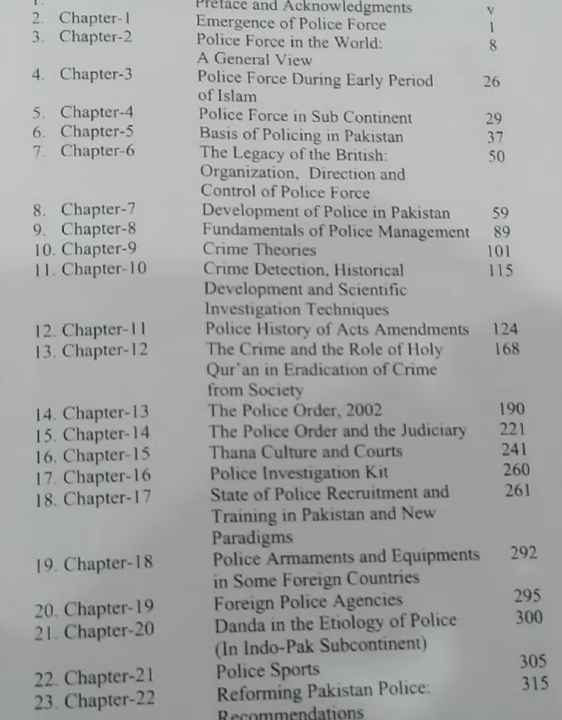 1. Preface and Acknowledgments v
2. Chapter-1 Emergence of Police Force 1
3. Chapter-2 Police Force in the World: 8
A General View
4. Chapter-3 Police Force During Early Period 26
of Islam
5. Chapter-4 Police Force in Sub Continent 29
6. Chapter-5 Basis of Policing in Pakistan 37
7. Chapter-6 The Legacy of the British: 50
Organization, Direction and
Control of Police Force
8. Chapter-7 Development of Police in Pakistan 59
9. Chapter-8 Fundamentals of Police Management 89
10. Chapter-9 Crime Theories 101
11. Chapter-10 Crime Detection, Historical 115
Development and Scientific
Investigation Techniques
12. Chapter-11 Police History of Acts Amendments 124
13. Chapter-12 The Crime and the Role of Holy 168
Qur'an in Eradication of Crime
from Society
14. Chapter-13 The Police Order, 2002 190
15. Chapter-14 The Police Order and the Judiciary 221
16. Chapter-15 Thana Culture and Courts 241
17. Chapter-16 Police Investigation Kit 260
18. Chapter-17 State of Police Recruitment and 261
Training in Pakistan and New
Paradigms
19. Chapter-18 Police Armaments and Equipments 292
in Some Foreign Countries
20. Chapter-19 Foreign Police Agencies 295
21. Chapter-20 Danda in the Etiology of Police 300
(In Indo-Pak Subcontinent)
22. Chapter-21 Police Sports 305
23. Chapter-22 Reforming Pakistan Police: 315
Recommendations